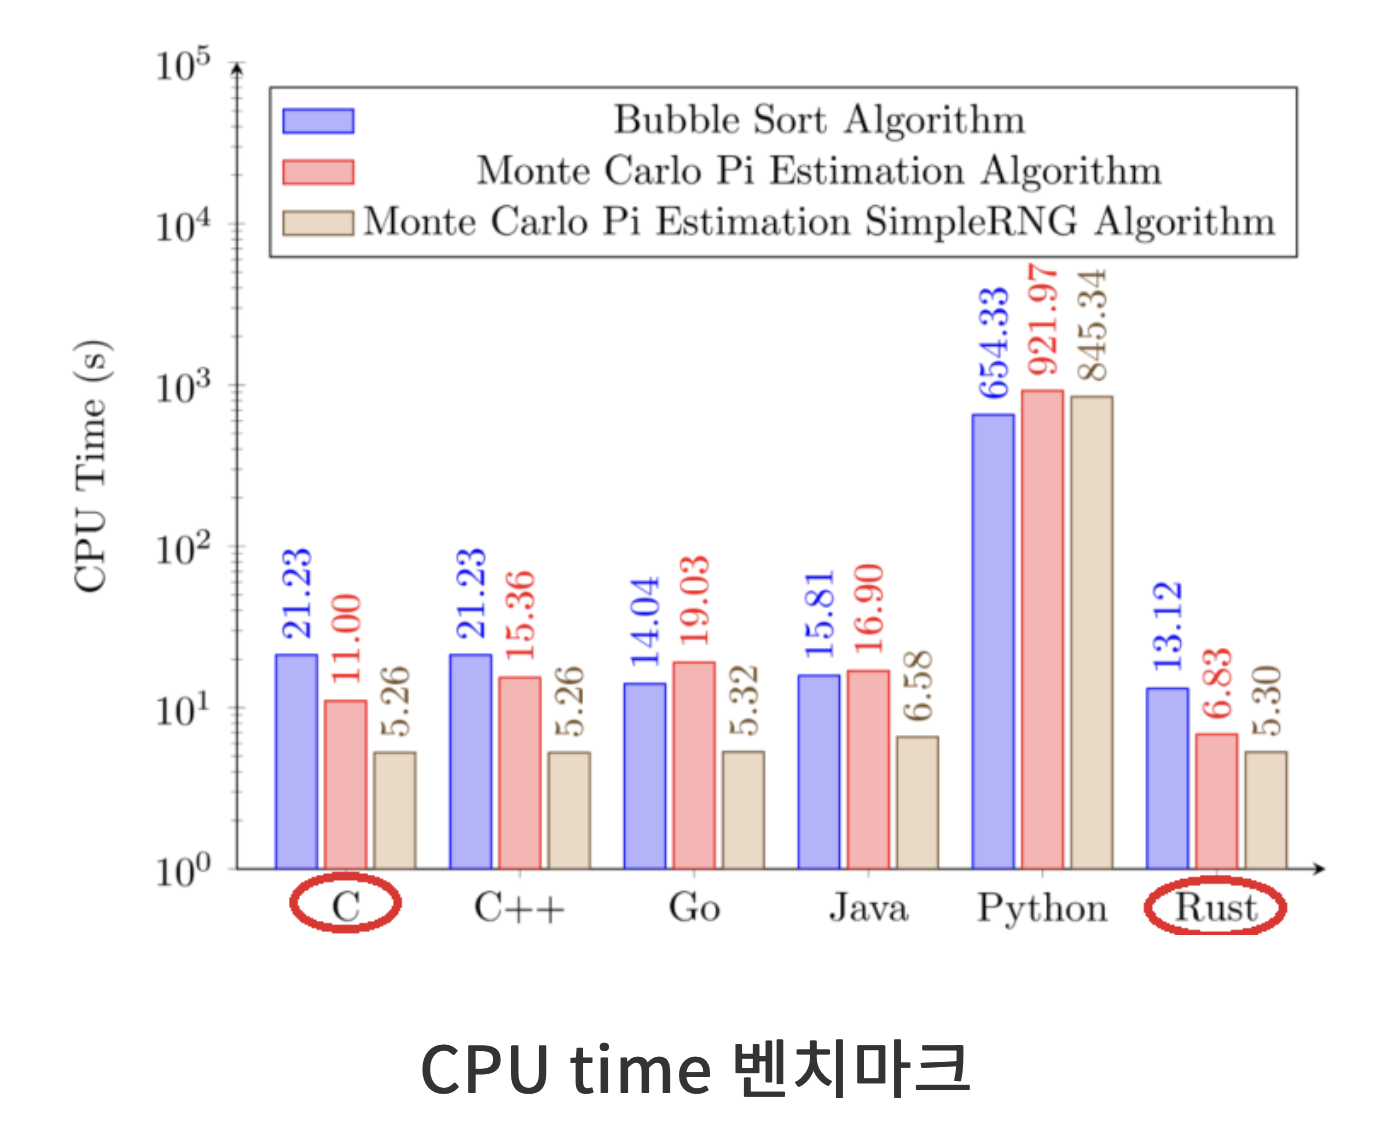 10^5
Bubble Sort Algorithm
Monte Carlo Pi Estimation Algorithm
Monte Carlo Pi Estimation SimpleRNG Algorithm
10^4
10^3
10^2
10^1
10^0
CPU Time (s)
21.23
11.00
5.26
21.23
15.36
5.26
14.04
19.03
5.32
15.81
16.90
6.58
654.33
921.97
845.34
13.12
6.83
5.30
C
C++
Go
Java
Python
Rust
CPU time 벤치마크